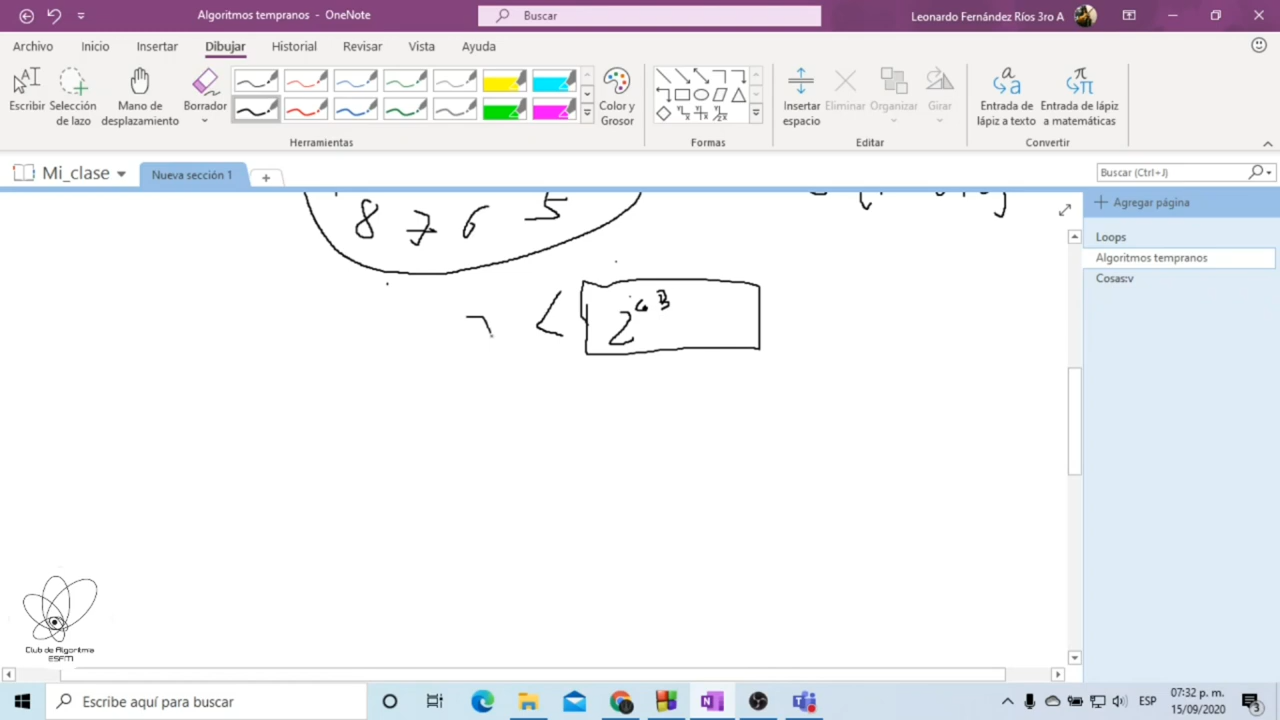 Algoritmos tempranos - OneNote
Buscar
Leonardo Fernández Ríos 3ro A
Archivo Inicio Insertar Dibujar Historial Revisar Vista Ayuda
Escribir
Selección de lazo
Mano de desplazamiento
Borrador
Color y Grosor
Insertar espacio
Eliminar
Organizar
Girar
Entrada de lápiz a texto
Entrada de lápiz a matemáticas
Herramientas
Formas
Editar
Convertir
Mi_clase
Nueva sección 1
Buscar (Ctrl+J)
Agregar página
Loops
Algoritmos tempranos
Cosas:v
8 7 6 5
< 2^63
Club de Algoritmia
ESFM
Escribe aquí para buscar
ESP
07:32 p. m.
15/09/2020
3